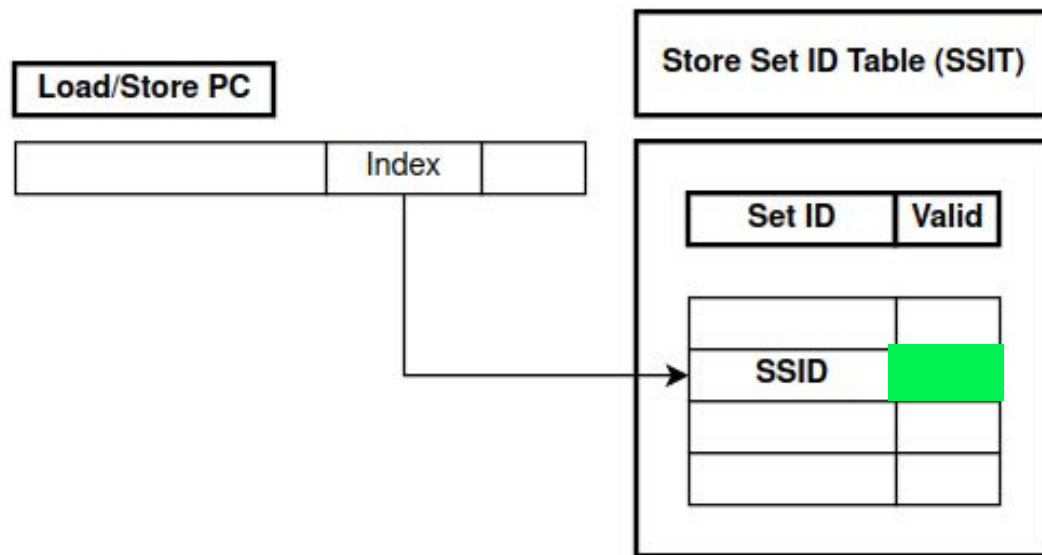 Store Set ID Table (SSIT)
Load/Store PC
Index
Set ID Valid
SSID